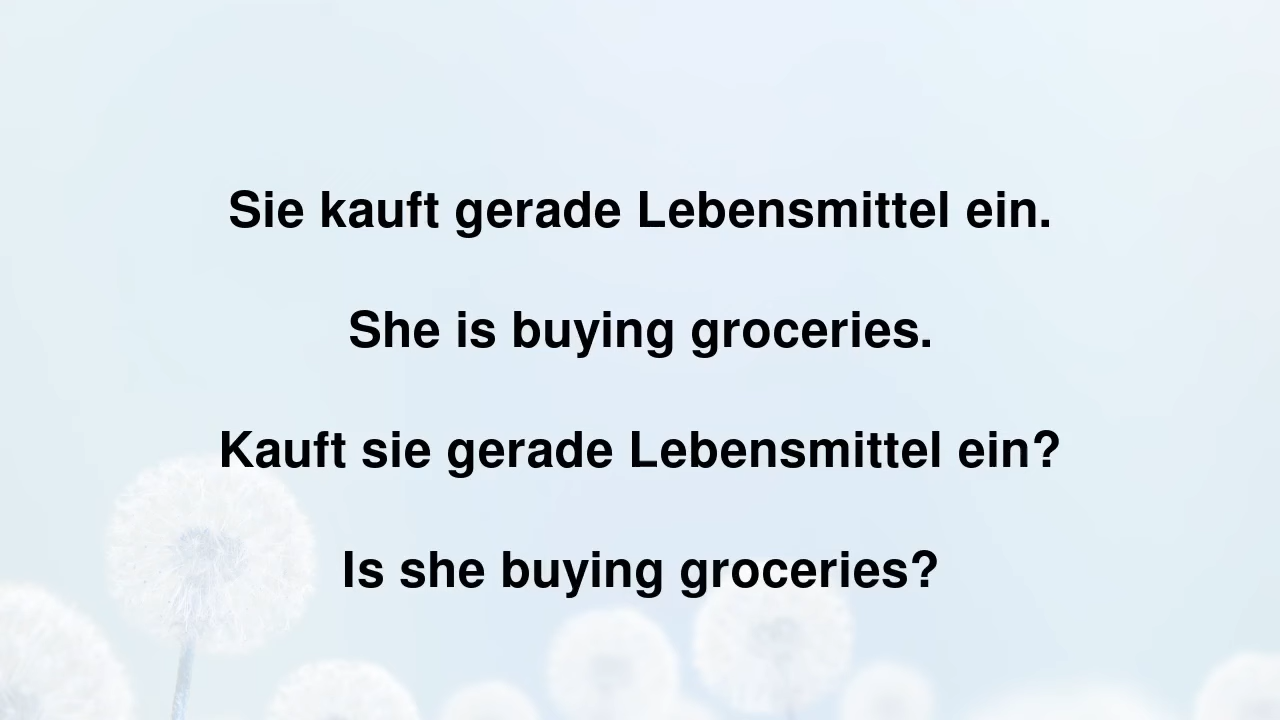 Sie kauft gerade Lebensmittel ein.
She is buying groceries.
Kauft sie gerade Lebensmittel ein?
Is she buying groceries?